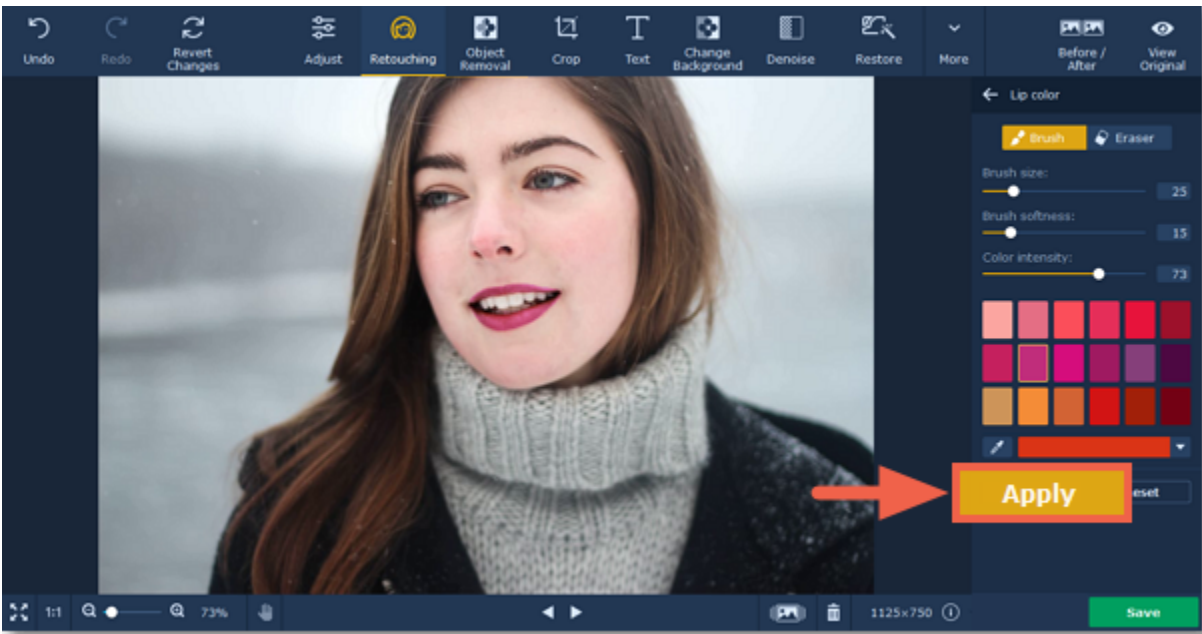 Undo
Redo
Revert
Changes
Adjust
Retouching
Object
Removal
Crop
Text
Change
Background
Denoise
Restore
More
Before /
After
View
Original
Lip color
Brush
Eraser
Brush size:
25
Brush softness:
15
Color intensity:
73
Apply
eset
1:1
73%
1125×750
Save